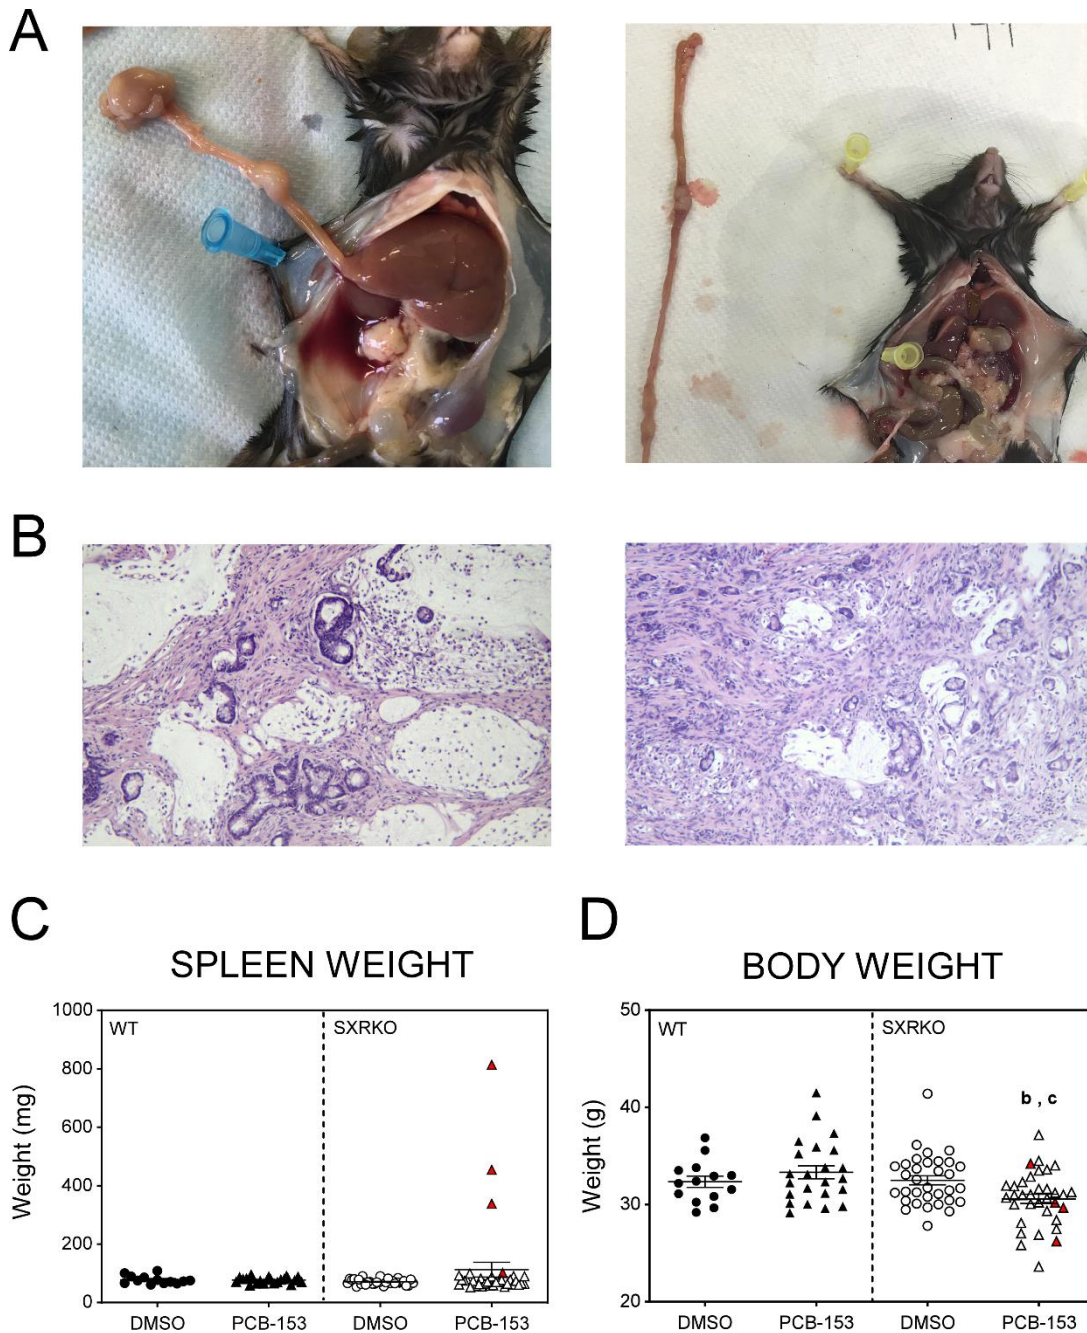 A
B
C
D
SPLEEN WEIGHT
BODY WEIGHT
Weight (mg)
1000
800
600
400
200
0
WT
SXRKO
DMSO
PCB-153
DMSO
PCB-153
Weight (g)
50
40
30
20
WT
SXRKO
b , c
DMSO
PCB-153
DMSO
PCB-153